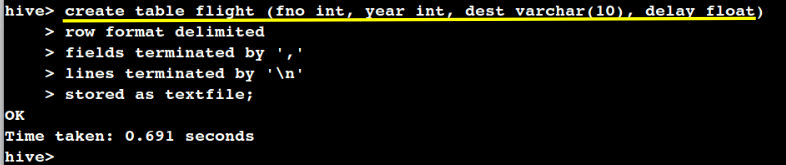 hive> create table flight (fno int, year int, dest varchar(10), delay float)
> row format delimited
> fields terminated by ','
> lines terminated by '\n'
> stored as textfile;
OK
Time taken: 0.691 seconds
hive>